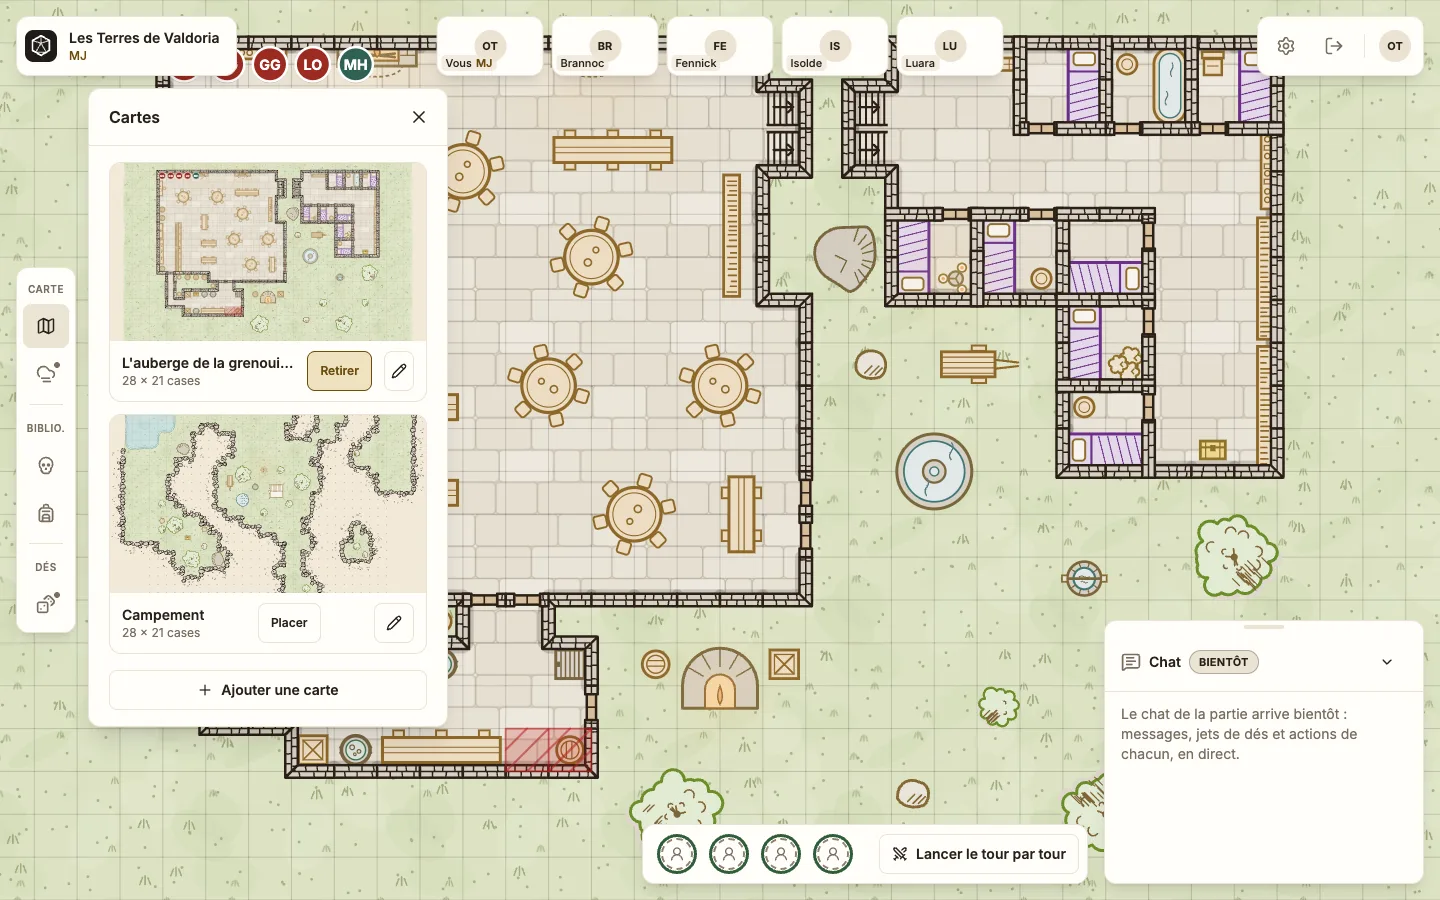 Les Terres de Valdoria
MJ
GG
LO
MH
OT
Vous MJ
BR
Brannoc
FE
Fennick
IS
Isolde
LU
Luara
OT
Cartes
L'auberge de la grenoui...
28 × 21 cases
Retirer
Campement
28 × 21 cases
Placer
Ajouter une carte
CARTE
BIBLIO.
DÉS
Chat
BIENTÔT
Le chat de la partie arrive bientôt :
messages, jets de dés et actions de
chacun, en direct.
Lancer le tour par tour